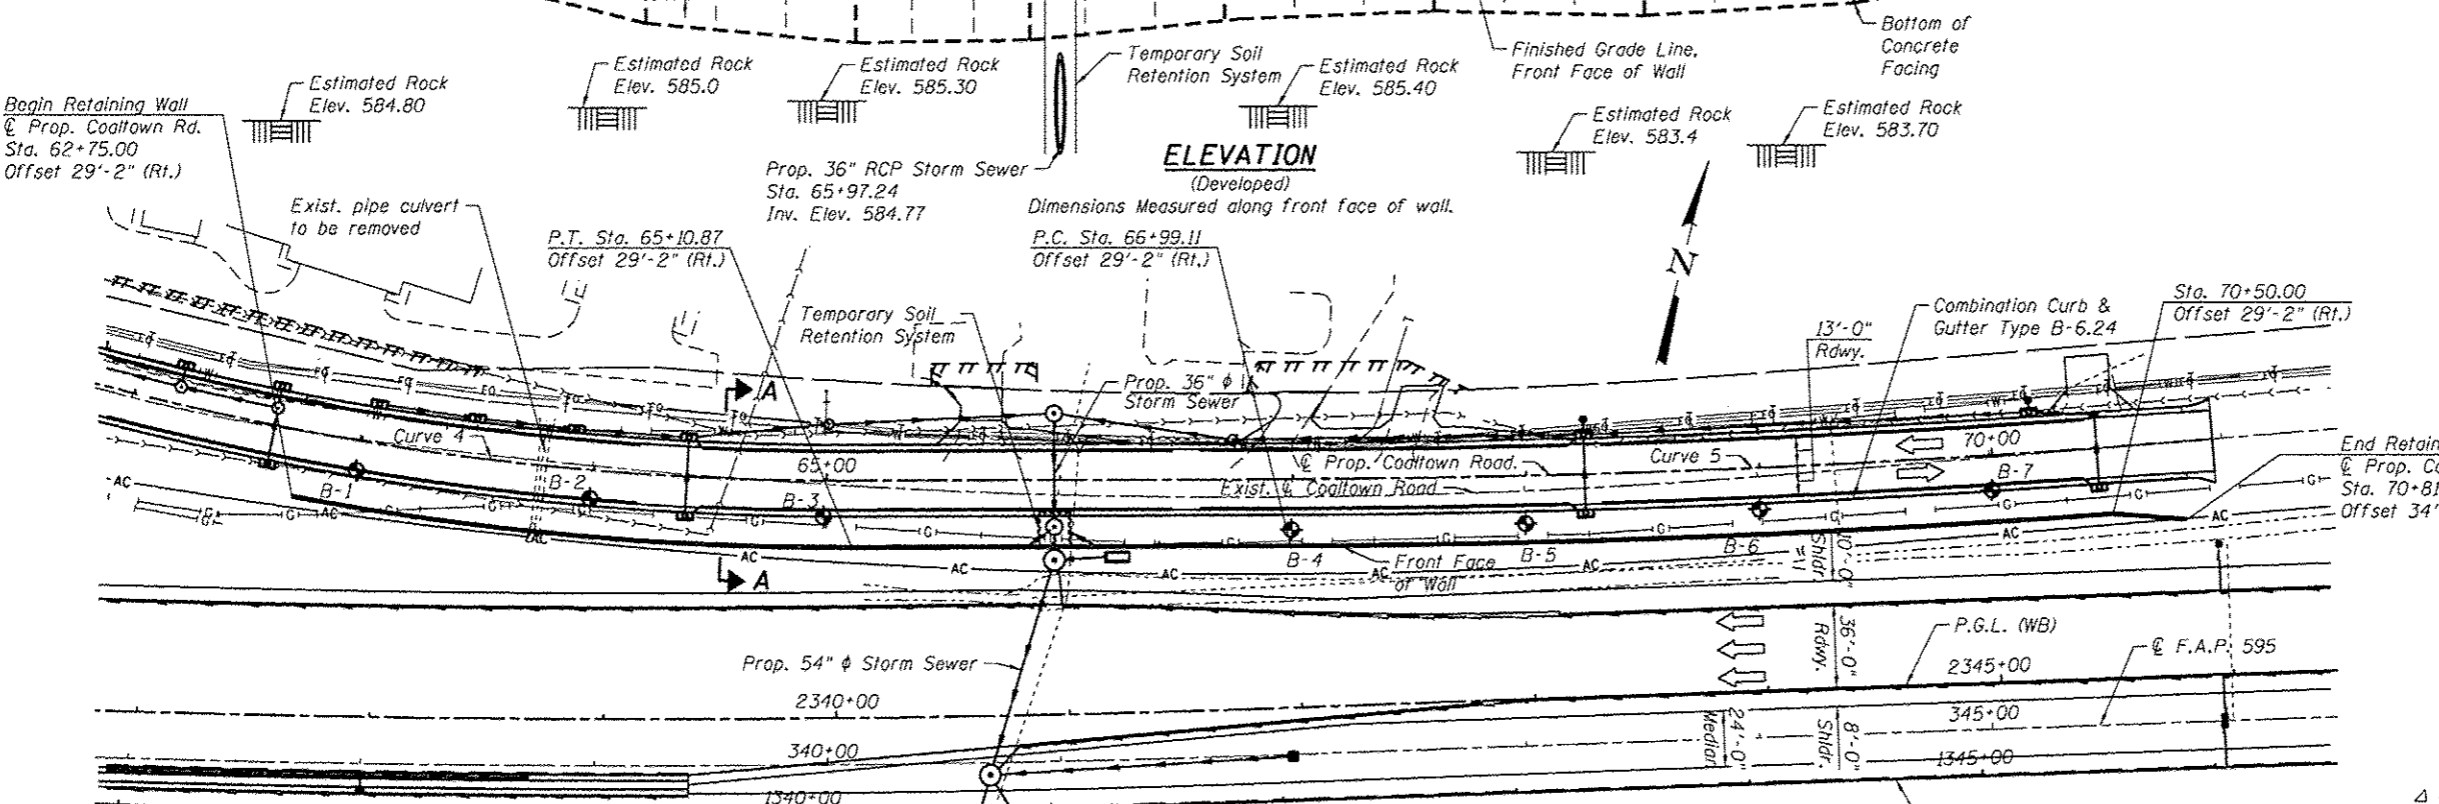 Bottom of
Concrete
Facing
Finished Grade Line,
Front Face of Wall
Temporary Soil
Retention System
Estimated Rock
Elev. 584.80
Estimated Rock
Elev. 585.0
Estimated Rock
Elev. 585.30
Estimated Rock
Elev. 585.40
Estimated Rock
Elev. 583.4
Estimated Rock
Elev. 583.70
Begin Retaining Wall
℄ Prop. Coaltown Rd.
Sta. 62+75.00
Offset 29'-2" (Rt.)
Prop. 36" RCP Storm Sewer
Sta. 65+97.24
Inv. Elev. 584.77
ELEVATION
(Developed)
Dimensions Measured along front face of wall.
Exist. pipe culvert
to be removed
P.T. Sta. 65+10.87
Offset 29'-2" (Rt.)
P.C. Sta. 66+99.11
Offset 29'-2" (Rt.)
N
Temporary Soil
Retention System
13'-0"
Rdwy.
Combination Curb &
Gutter Type B-6.24
Sta. 70+50.00
Offset 29'-2" (Rt.)
A
Prop. 36" ϕ
Storm Sewer
Curve 4
65+00
℄ Prop. Coaltown Road
Exist. ℄ Coaltown Road
Curve 5
70+00
End Retain
℄ Prop. Co
Sta. 70+81
Offset 34'
B-1
B-2
B-3
B-4
B-5
B-6
B-7
AC
AC
AC
AC
AC
AC
AC
AC
AC
Front Face
of Wall
10'-0"
Shldr.
A
Prop. 54" ϕ Storm Sewer
36'-0"
Rdwy.
P.G.L. (WB)
℄ F.A.P. 595
2340+00
2345+00
340+00
345+00
24'-0"
Median
8'-0"
Shldr.
1340+00
1345+00
Δ